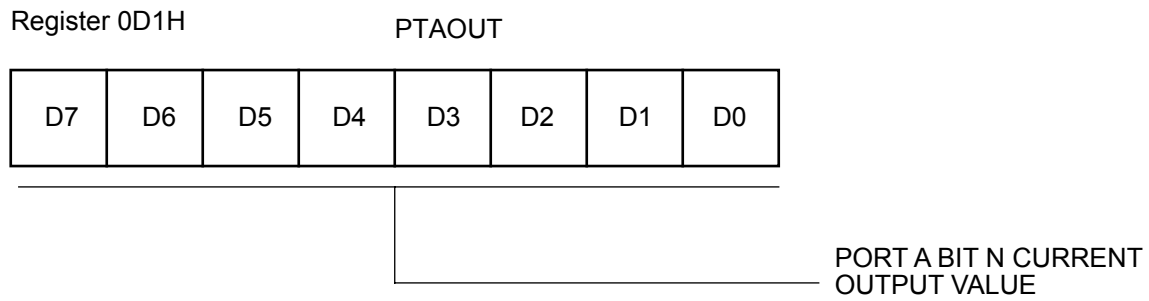 Register 0D1H
PTAOUT
D7 D6 D5 D4 D3 D2 D1 D0
PORT A BIT N CURRENT
OUTPUT VALUE